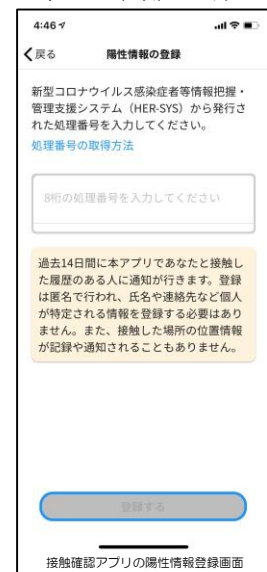 4:46
戻る 陽性情報の登録
新型コロナウイルス感染症者等情報把握・
管理支援システム（HER-SYS）から発行さ
れた処理番号を入力してください。
処理番号の取得方法
8桁の処理番号を入力してください
過去14日間に本アプリであなたと接触し
た履歴のある人に通知が行きます。登録
は匿名で行われ、氏名や連絡先など個人
が特定される情報を登録する必要はあり
ません。また、接触した場所の位置情報
が記録や通知されることもありません。
登録する
接触確認アプリの陽性情報登録画面